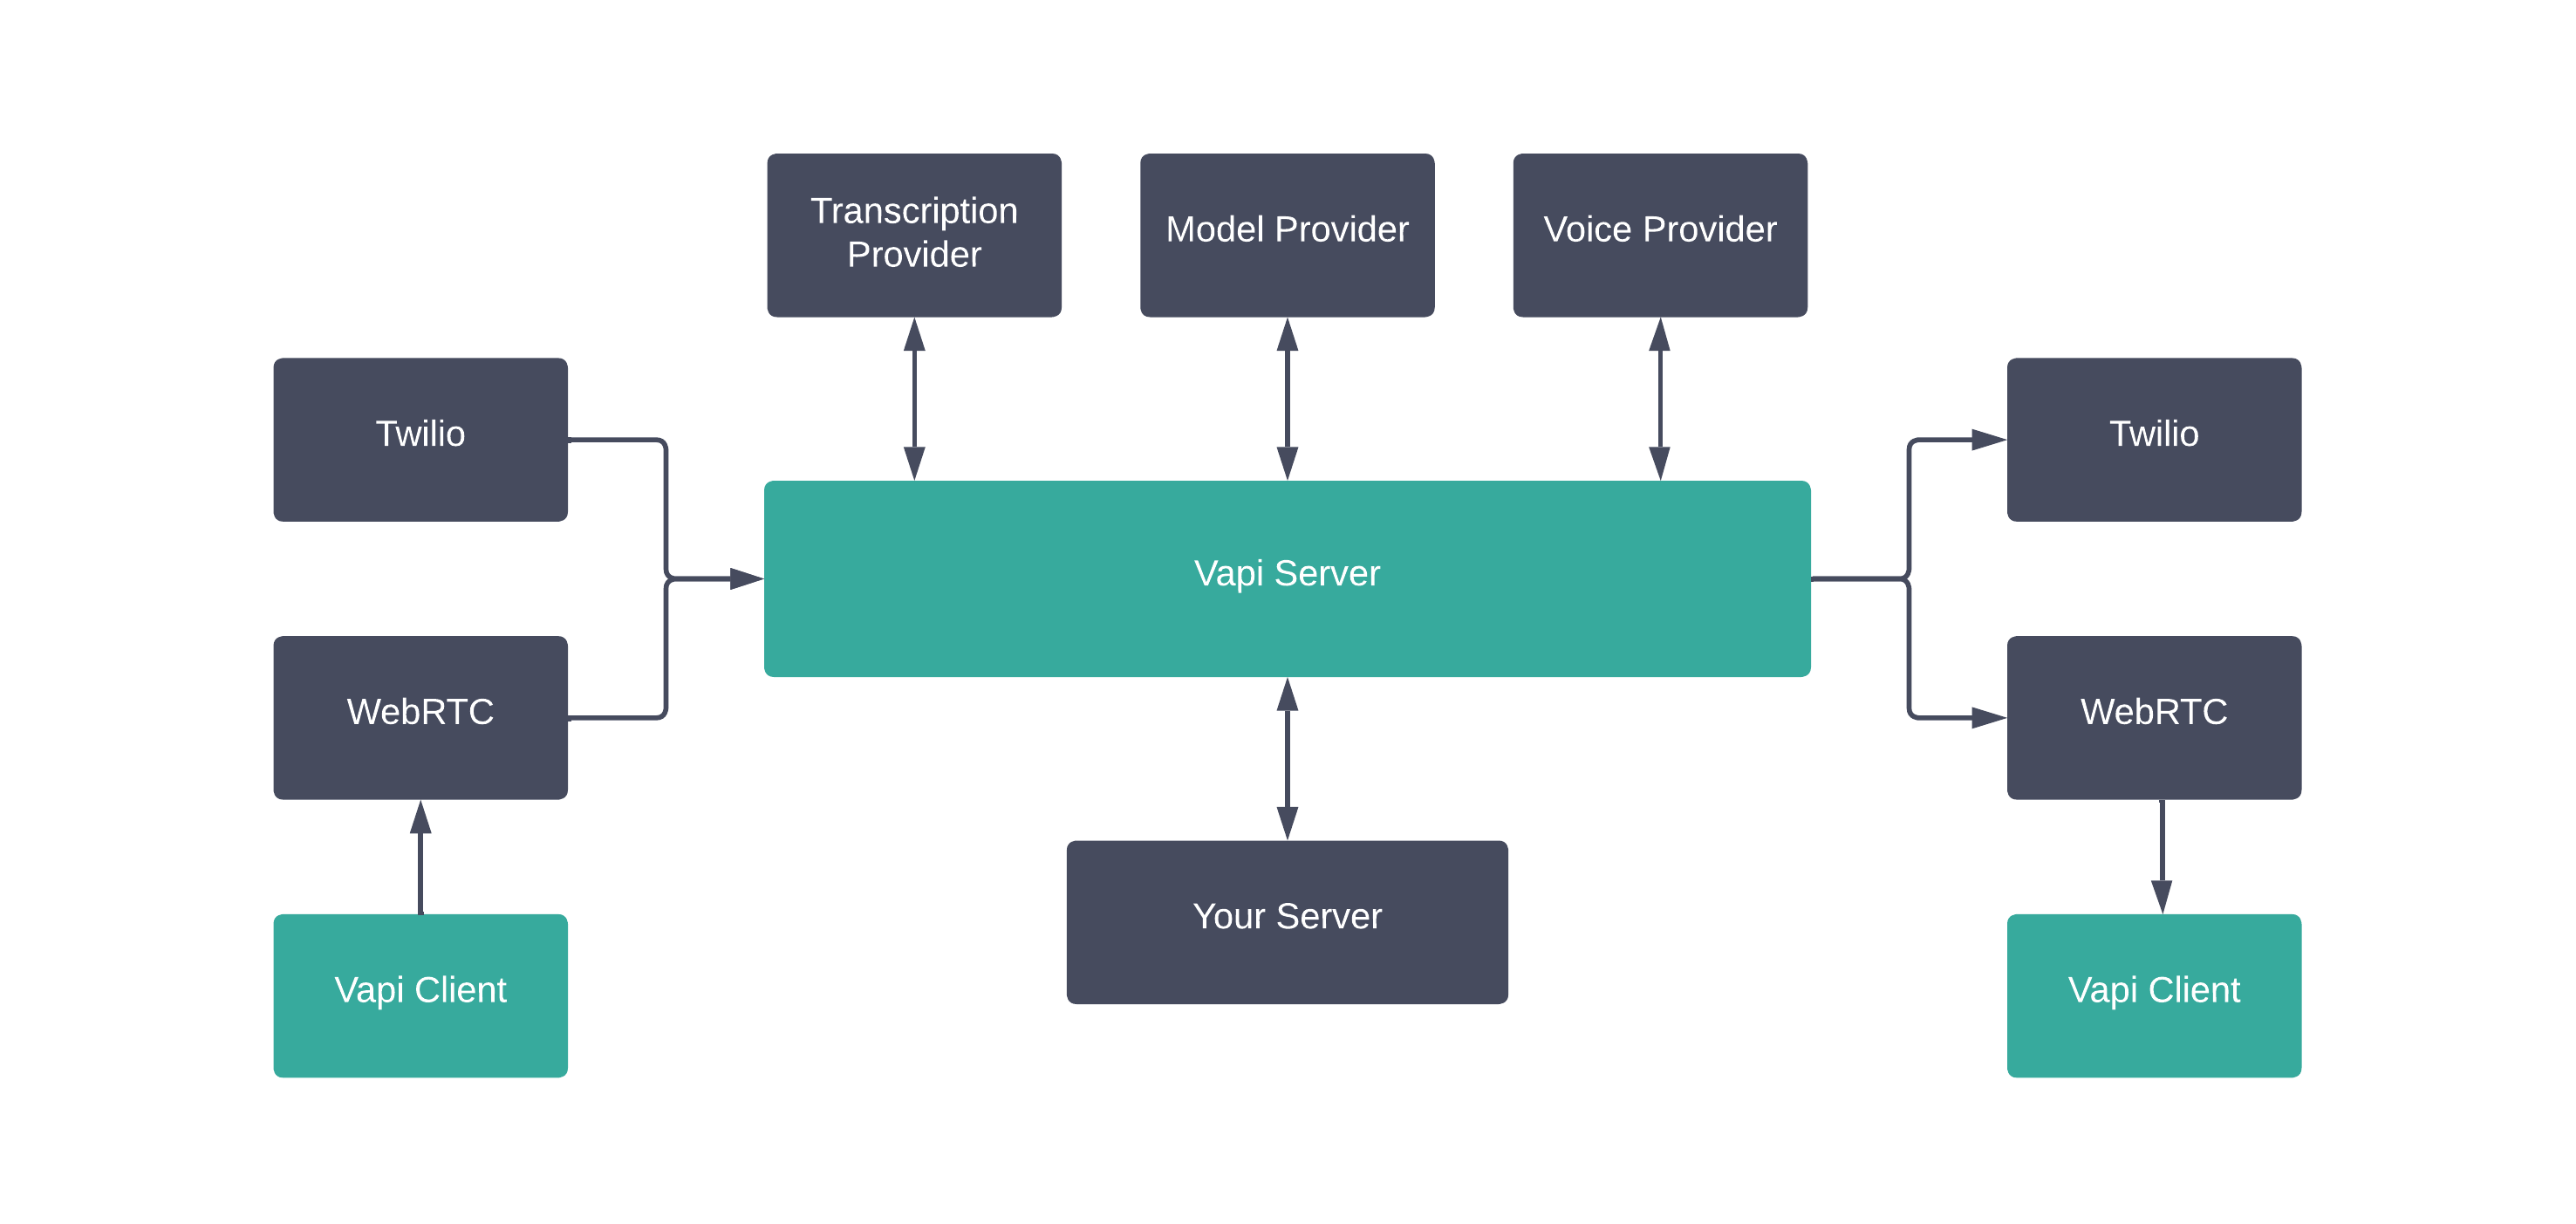 Transcription
Provider
Model Provider
Voice Provider
Twilio
Twilio
Vapi Server
WebRTC
WebRTC
Your Server
Vapi Client
Vapi Client